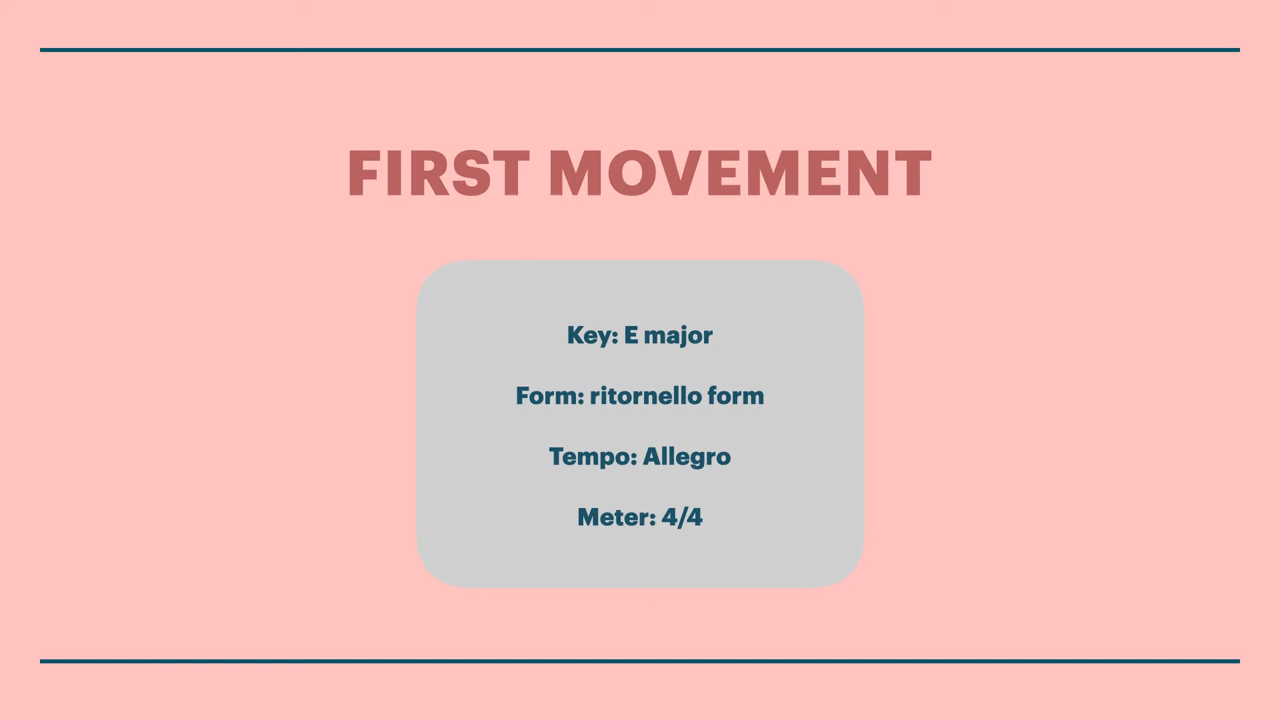 FIRST MOVEMENT
Key: E major
Form: ritornello form
Tempo: Allegro
Meter: 4/4